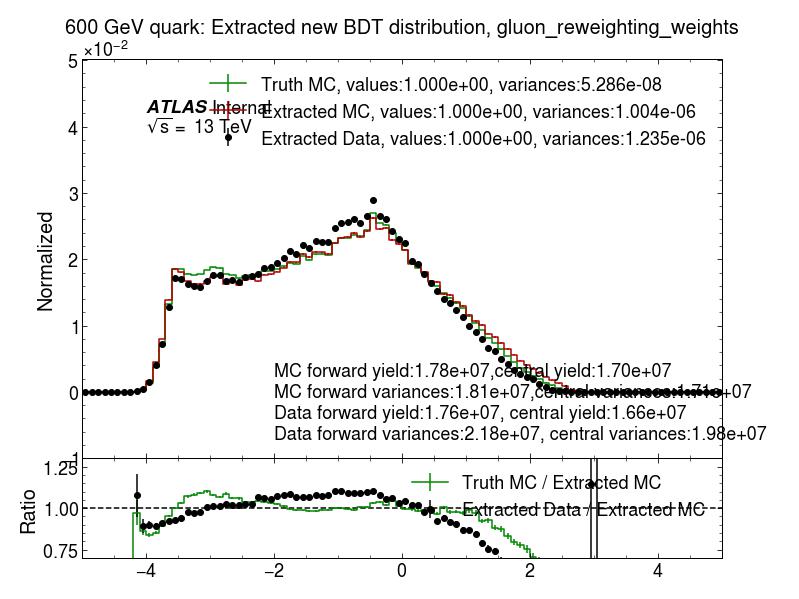 600 GeV quark: Extracted new BDT distribution, gluon_reweighting_weights
×10⁻²
5
Truth MC, values:1.000e+00, variances:5.286e-08
ATLAS Internal
Extracted MC, values:1.000e+00, variances:1.004e-06
√s = 13 TeV
Extracted Data, values:1.000e+00, variances:1.235e-06
4
3
Normalized
2
1
MC forward yield:1.78e+07,central yield:1.70e+07
0
MC forward variances:1.81e+07,central variances:1.71e+07
Data forward yield:1.76e+07, central yield:1.66e+07
Data forward variances:2.18e+07, central variances:1.98e+07
1.25
Truth MC / Extracted MC
Ratio
1.00
Extracted Data / Extracted MC
0.75
−4 −2 0 2 4